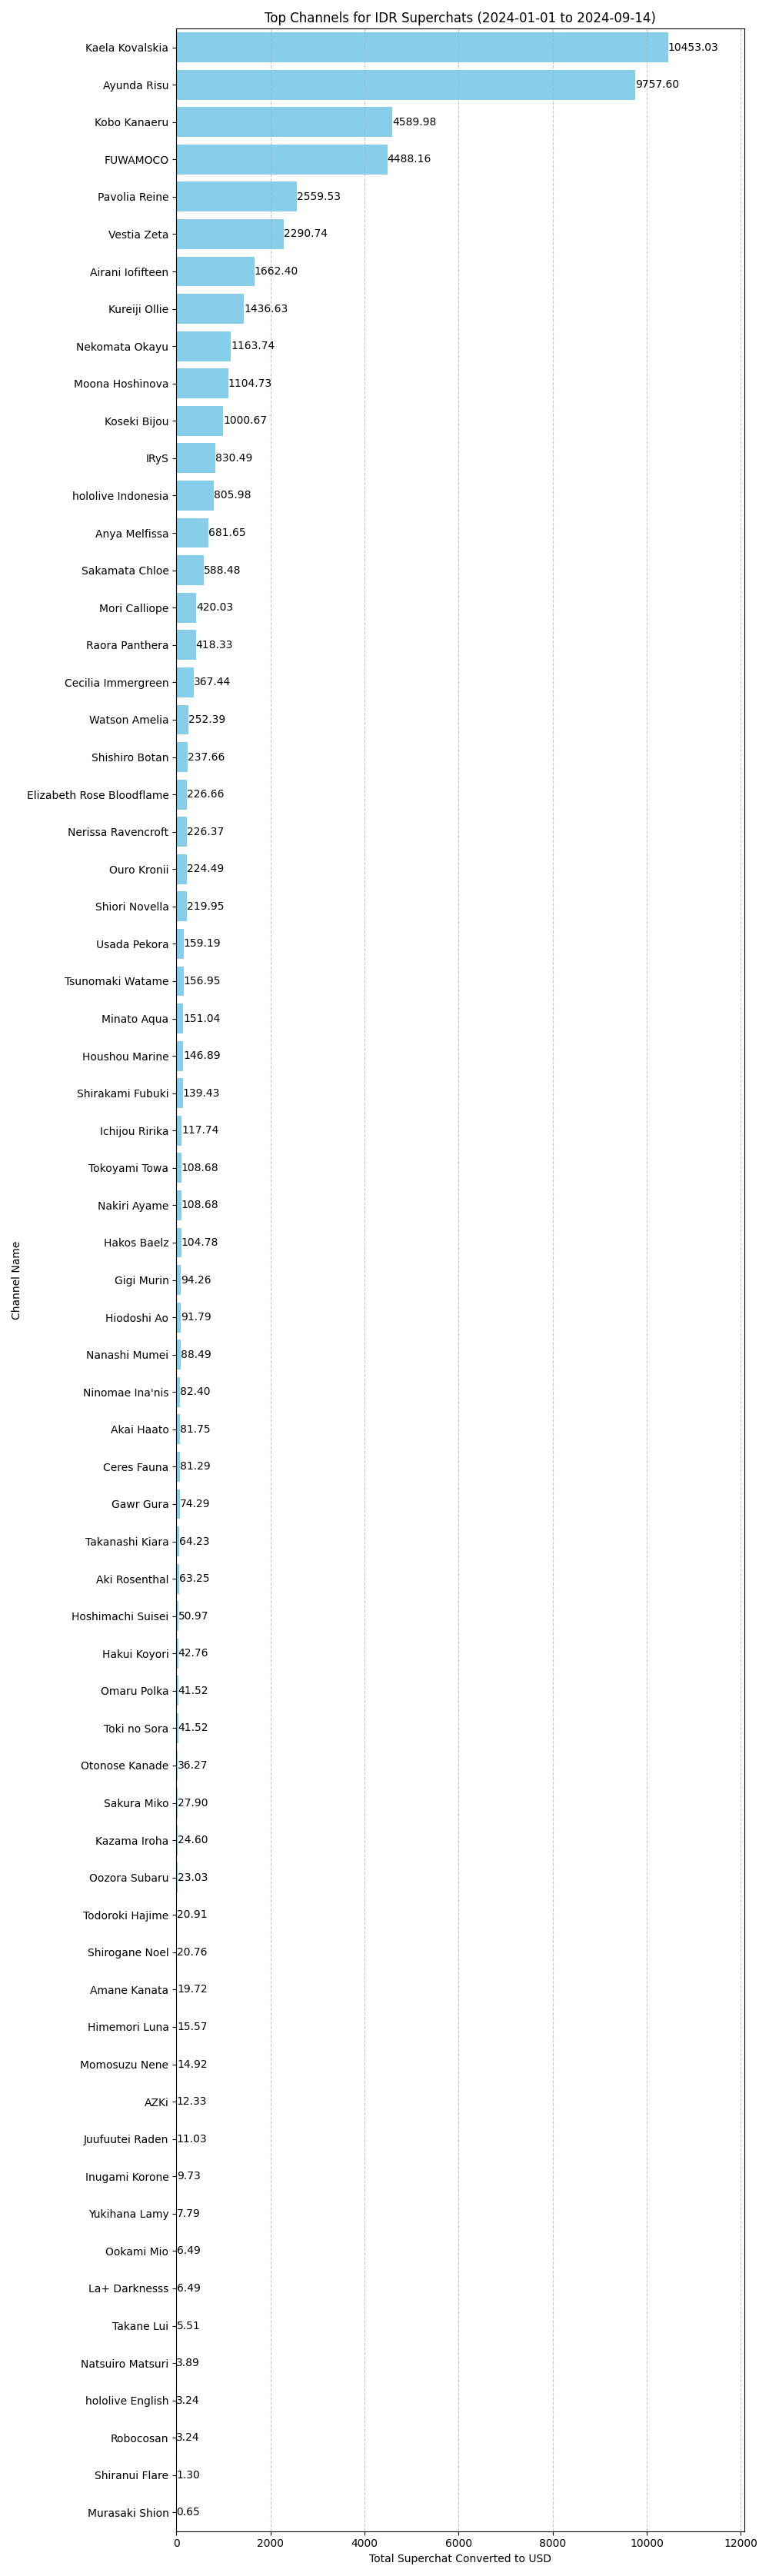 Top Channels for IDR Superchats (2024-01-01 to 2024-09-14)
Channel Name
Kaela Kovalskia 10453.03
Ayunda Risu 9757.60
Kobo Kanaeru 4589.98
FUWAMOCO 4488.16
Pavolia Reine 2559.53
Vestia Zeta 2290.74
Airani Iofifteen 1662.40
Kureiji Ollie 1436.63
Nekomata Okayu 1163.74
Moona Hoshinova 1104.73
Koseki Bijou 1000.67
IRyS 830.49
hololive Indonesia 805.98
Anya Melfissa 681.65
Sakamata Chloe 588.48
Mori Calliope 420.03
Raora Panthera 418.33
Cecilia Immergreen 367.44
Watson Amelia 252.39
Shishiro Botan 237.66
Elizabeth Rose Bloodflame 226.66
Nerissa Ravencroft 226.37
Ouro Kronii 224.49
Shiori Novella 219.95
Usada Pekora 159.19
Tsunomaki Watame 156.95
Minato Aqua 151.04
Houshou Marine 146.89
Shirakami Fubuki 139.43
Ichijou Ririka 117.74
Tokoyami Towa 108.68
Nakiri Ayame 108.68
Hakos Baelz 104.78
Gigi Murin 94.26
Hiodoshi Ao 91.79
Nanashi Mumei 88.49
Ninomae Ina'nis 82.40
Akai Haato 81.75
Ceres Fauna 81.29
Gawr Gura 74.29
Takanashi Kiara 64.23
Aki Rosenthal 63.25
Hoshimachi Suisei 50.97
Hakui Koyori 42.76
Omaru Polka 41.52
Toki no Sora 41.52
Otonose Kanade 36.27
Sakura Miko 27.90
Kazama Iroha 24.60
Oozora Subaru 23.03
Todoroki Hajime 20.91
Shirogane Noel 20.76
Amane Kanata 19.72
Himemori Luna 15.57
Momosuzu Nene 14.92
AZKi 12.33
Juufuutei Raden 11.03
Inugami Korone 9.73
Yukihana Lamy 7.79
Ookami Mio 6.49
La+ Darknesss 6.49
Takane Lui 5.51
Natsuiro Matsuri 3.89
hololive English 3.24
Robocosan 3.24
Shiranui Flare 1.30
Murasaki Shion 0.65
0 2000 4000 6000 8000 10000 12000
Total Superchat Converted to USD